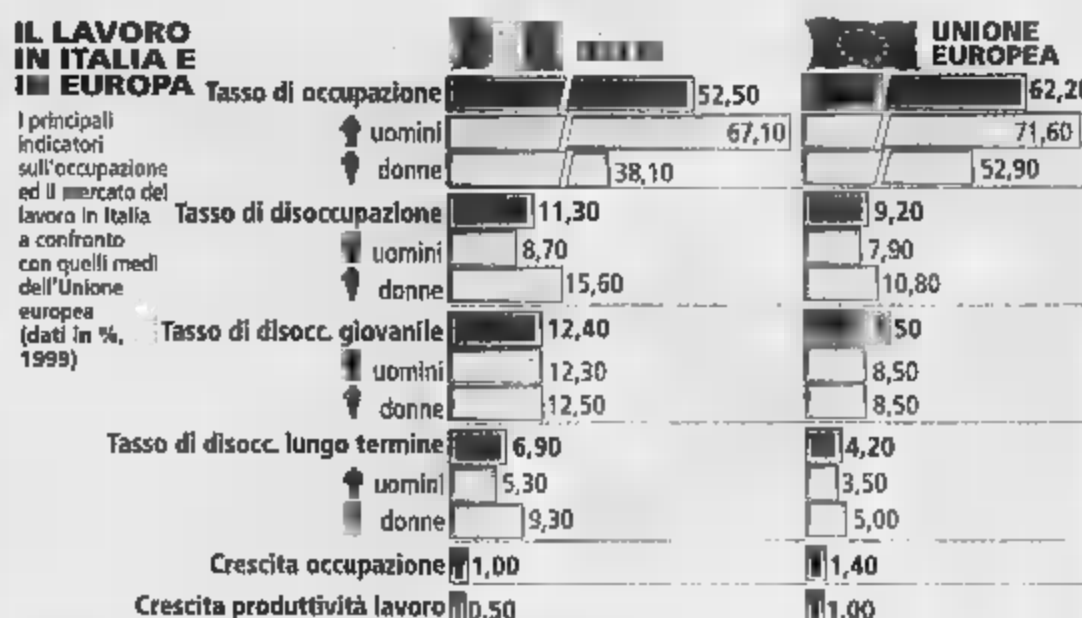 IL LAVORO
IN ITALIA E
EUROPA
I principali
indicatori
sull'occupazione
ed il mercato del
lavoro in Italia
a confronto
con quelli medi
dell'Unione
europea
(dati in %,
1999)
UNIONE
EUROPEA
Tasso di occupazione 52,50 62,20
uomini 67,10 71,60
donne 38,10 52,90
Tasso di disoccupazione 11,30 9,20
uomini 8,70 7,90
donne 15,60 10,80
Tasso di disocc. giovanile 12,40 50
uomini 12,30 8,50
donne 12,50 8,50
Tasso di disocc. lungo termine 6,90 4,20
uomini 5,30 3,50
donne 9,30 5,00
Crescita occupazione 1,00 1,40
Crescita produttività lavoro 0,50 1,00